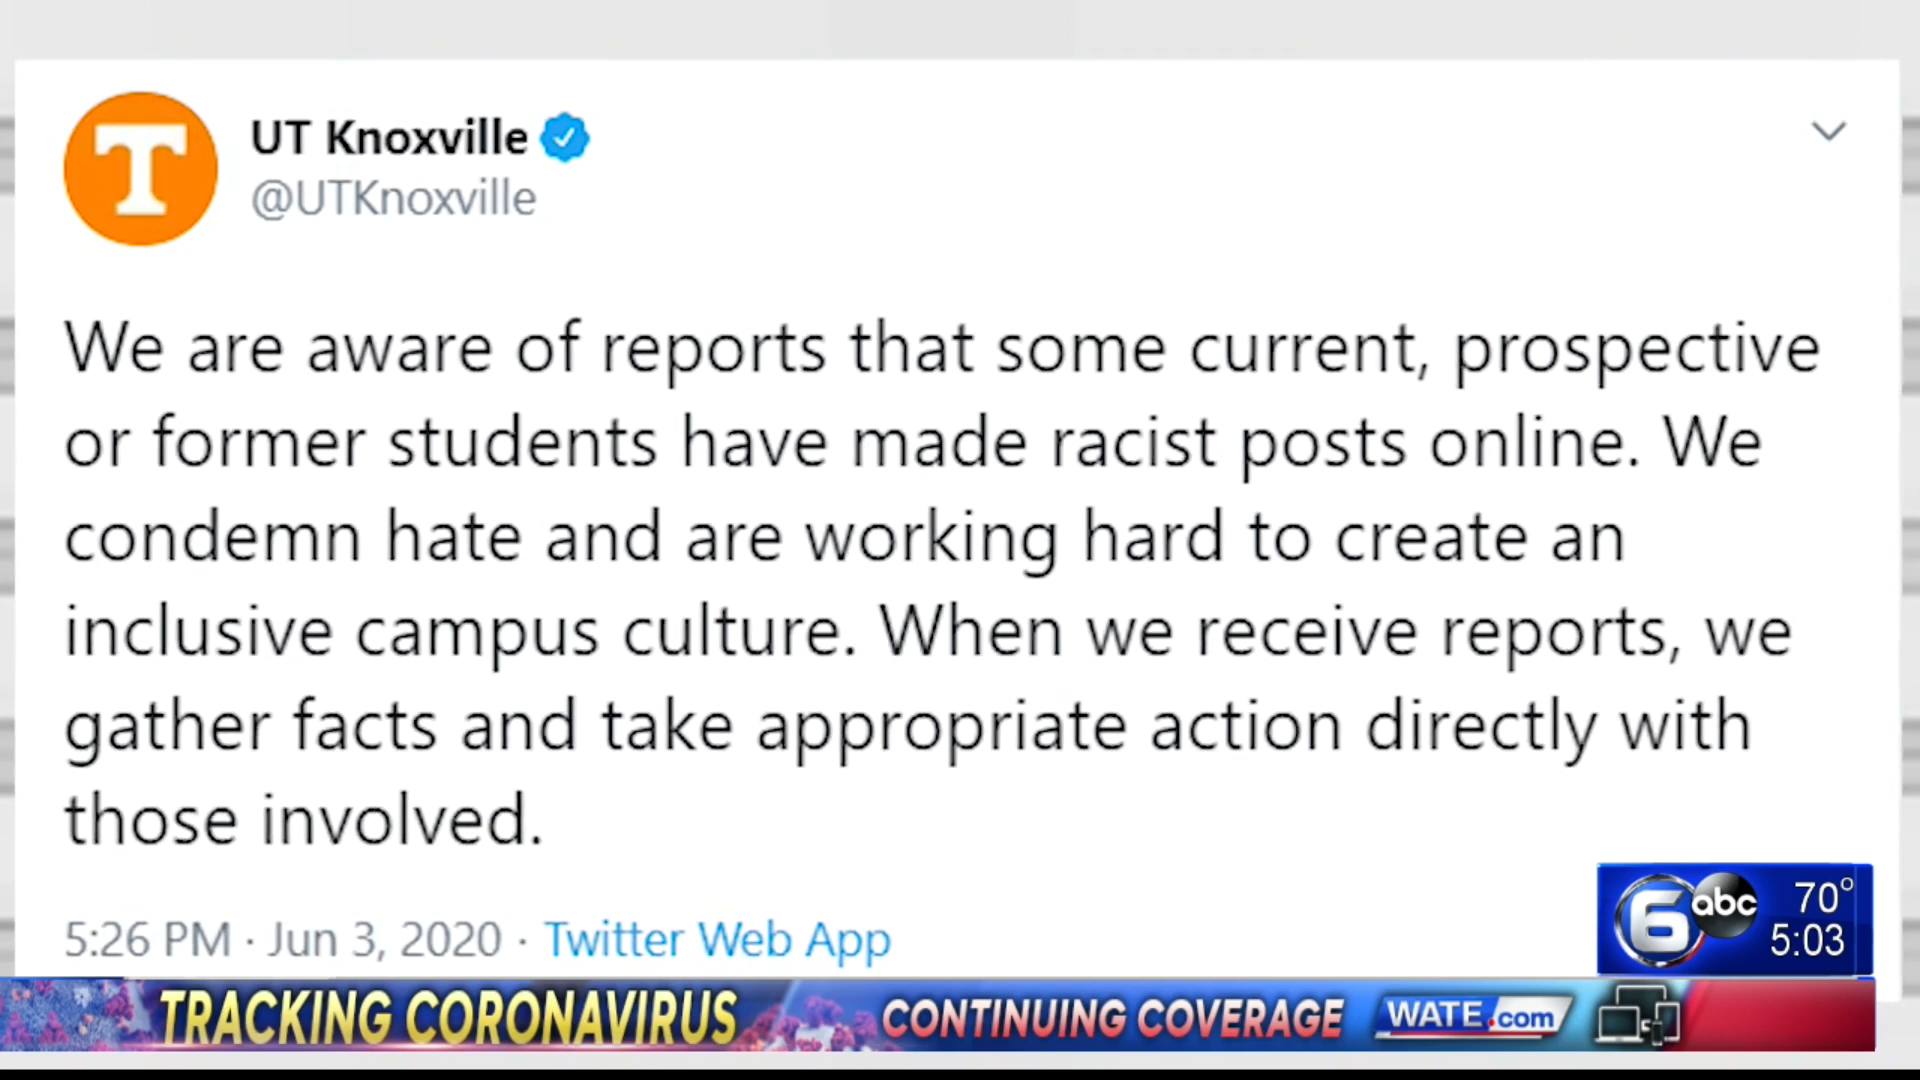 T
UT Knoxville
@UTKnoxville
We are aware of reports that some current, prospective
or former students have made racist posts online. We
condemn hate and are working hard to create an
inclusive campus culture. When we receive reports, we
gather facts and take appropriate action directly with
those involved.
5:26 PM · Jun 3, 2020 · Twitter Web App
6 abc 70°
5:03
TRACKING CORONAVIRUS CONTINUING COVERAGE WATE.com